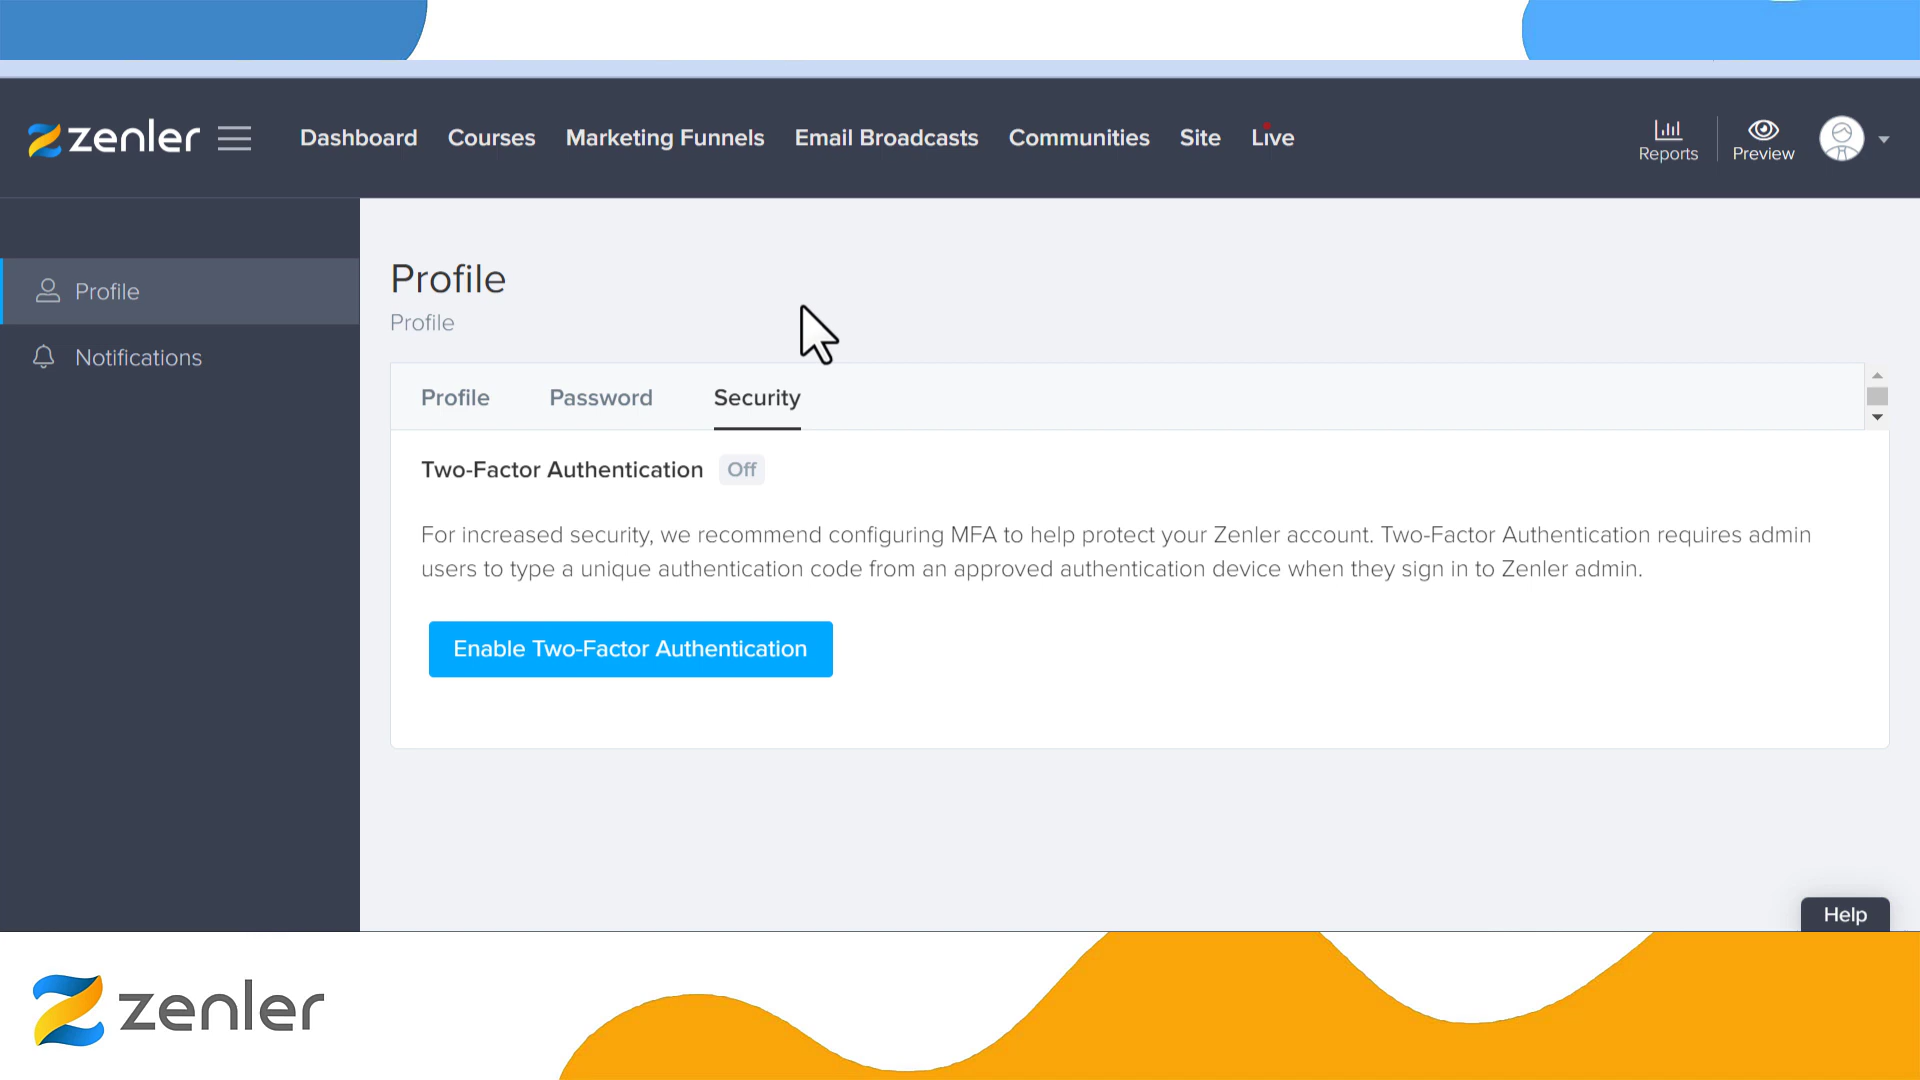 zenler
Dashboard Courses Marketing Funnels Email Broadcasts Communities Site Live
Reports
Preview
Profile
Notifications
Profile
Profile
Profile Password Security
Two-Factor Authentication Off
For increased security, we recommend configuring MFA to help protect your Zenler account. Two-Factor Authentication requires admin
users to type a unique authentication code from an approved authentication device when they sign in to Zenler admin.
Enable Two-Factor Authentication
Help
zenler